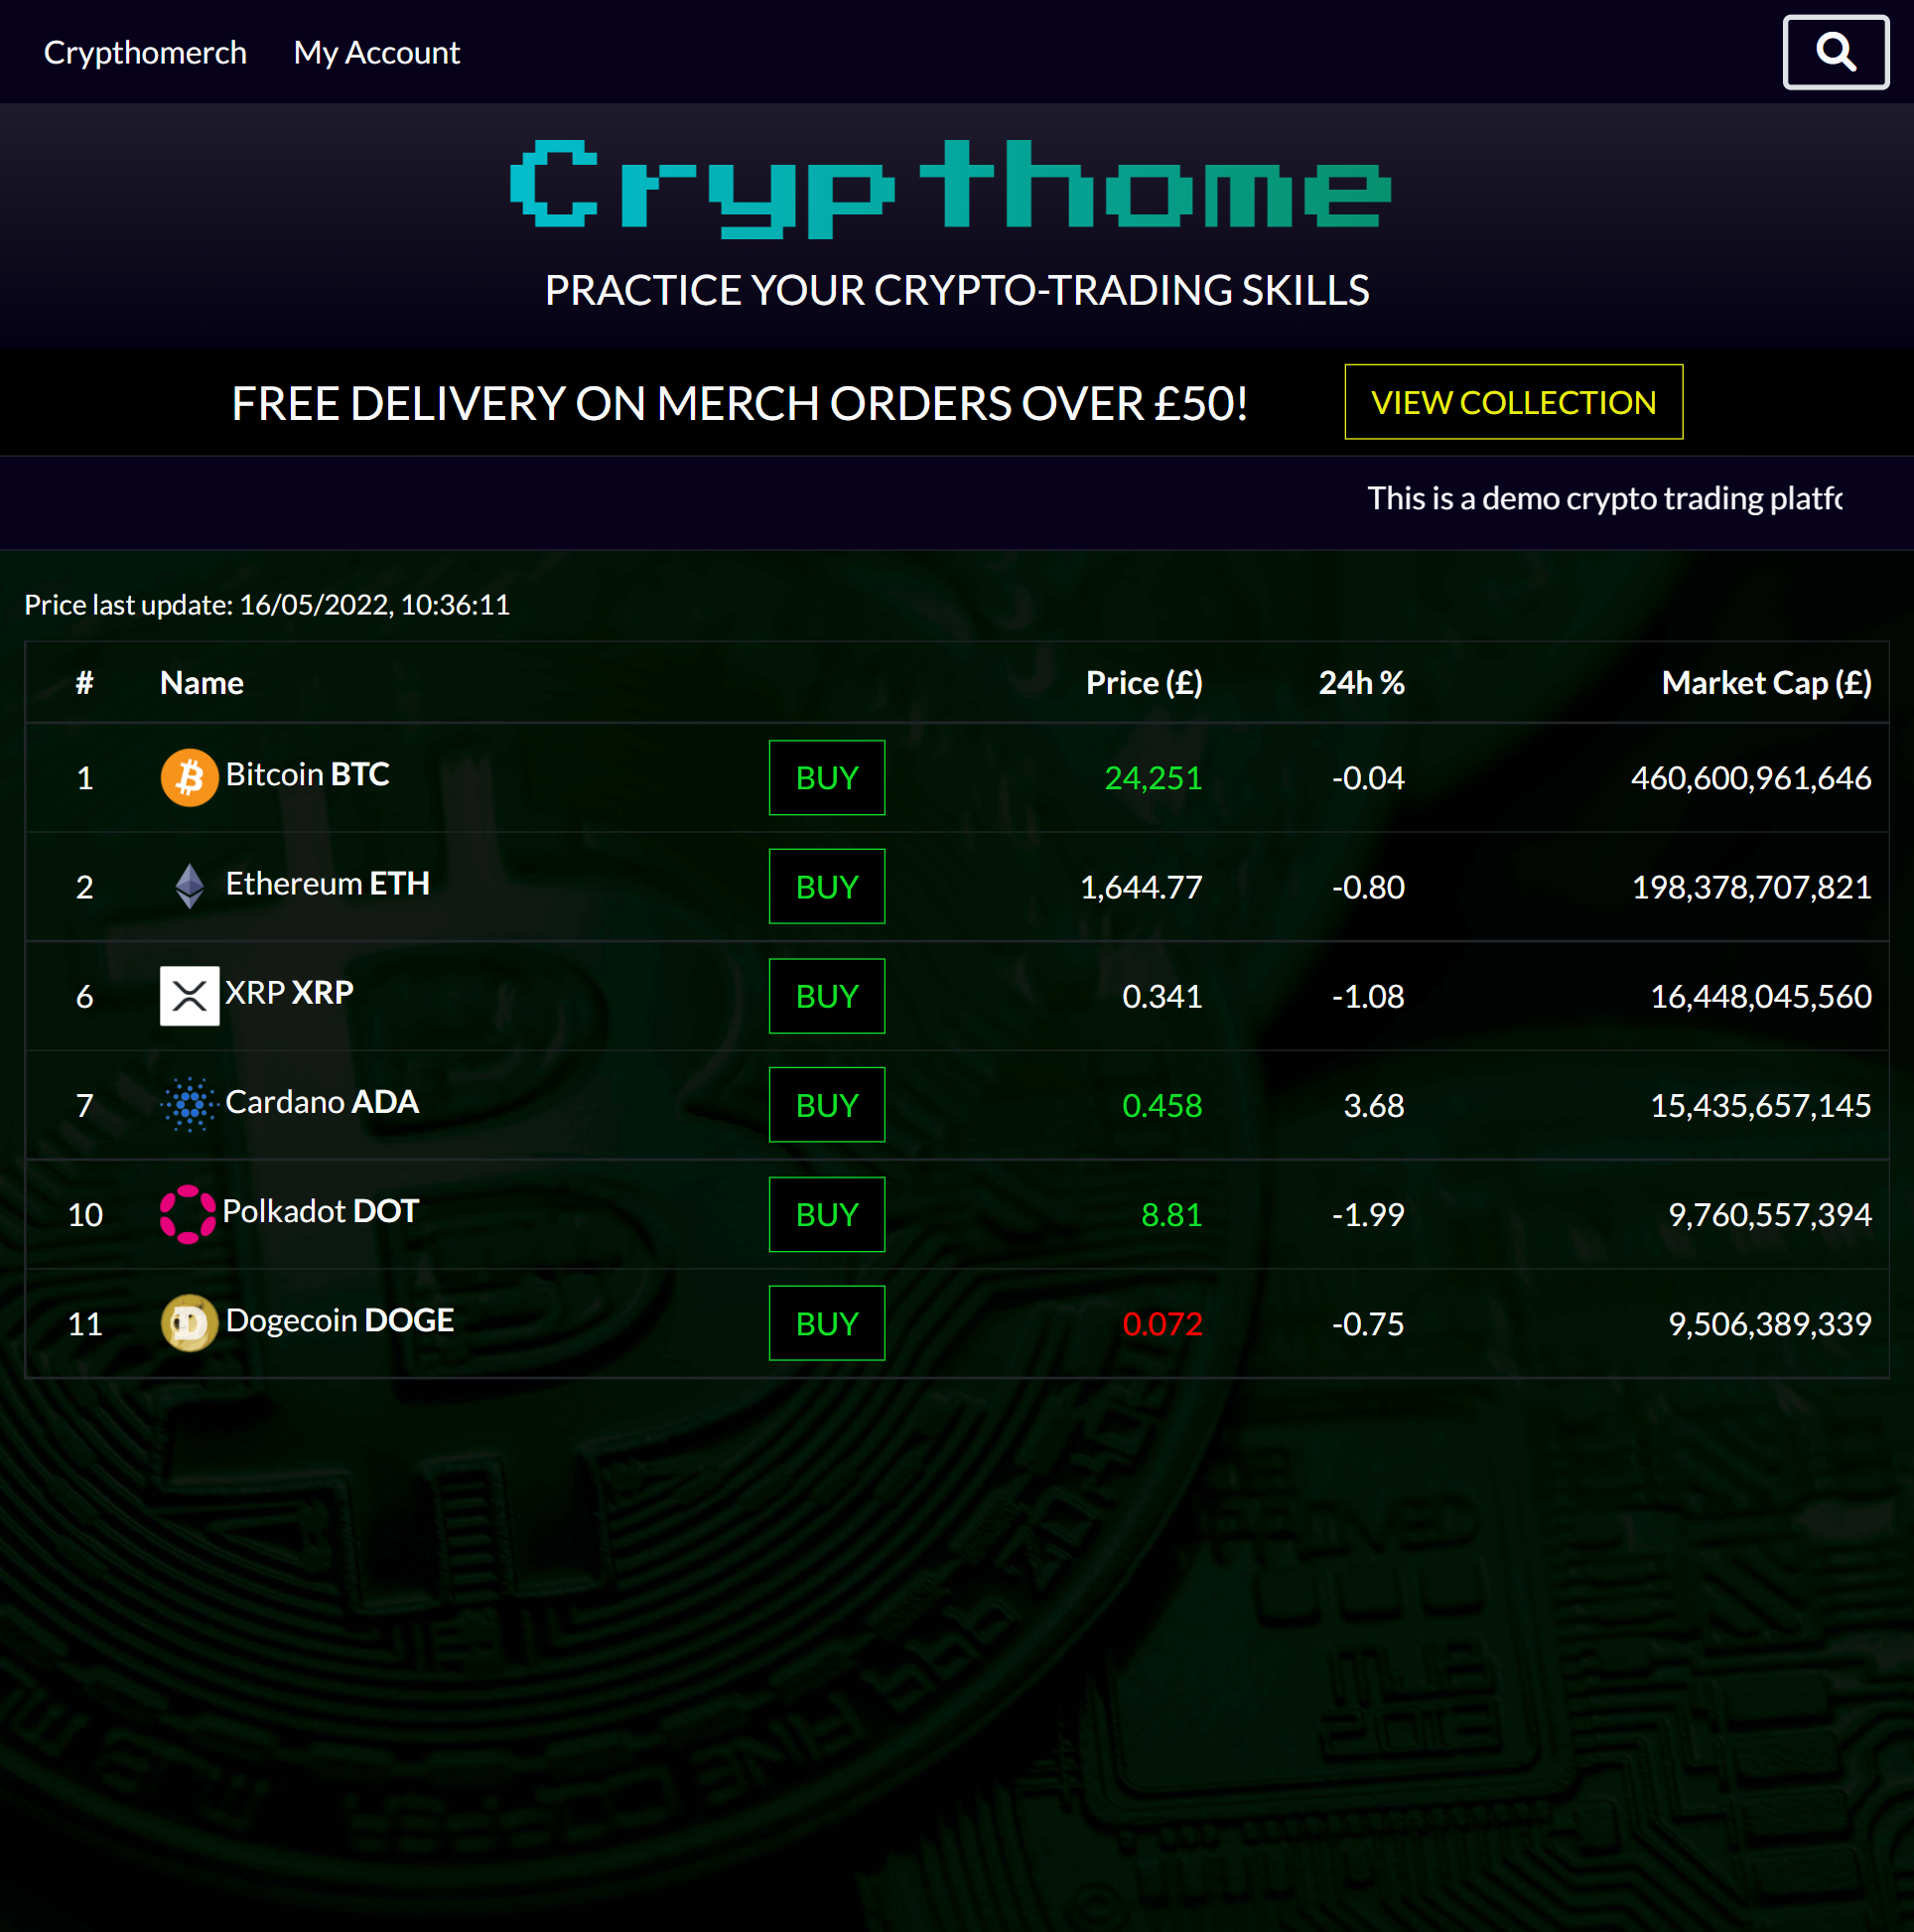 Crypthomerch My Account
Crypthome
PRACTICE YOUR CRYPTO-TRADING SKILLS
FREE DELIVERY ON MERCH ORDERS OVER £50! VIEW COLLECTION
This is a demo crypto trading
Price last update: 16/05/2022, 10:36:11
# Name Price (£) 24h % Market Cap (£)
1 Bitcoin BTC BUY 24,251 -0.04 460,600,961,646
2 Ethereum ETH BUY 1,644.77 -0.80 198,378,707,821
6 XRP XRP BUY 0.341 -1.08 16,448,045,560
7 Cardano ADA BUY 0.458 3.68 15,435,657,145
10 Polkadot DOT BUY 8.81 -1.99 9,760,557,394
11 Dogecoin DOGE BUY 0.072 -0.75 9,506,389,339